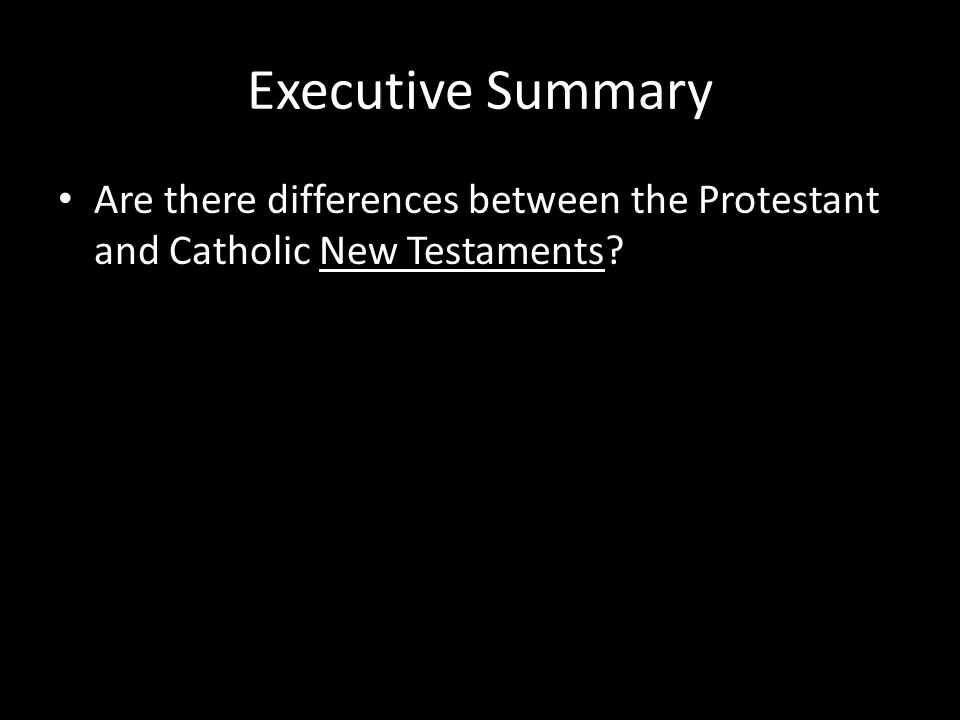 Executive Summary
• Are there differences between the Protestant
and Catholic New Testaments?